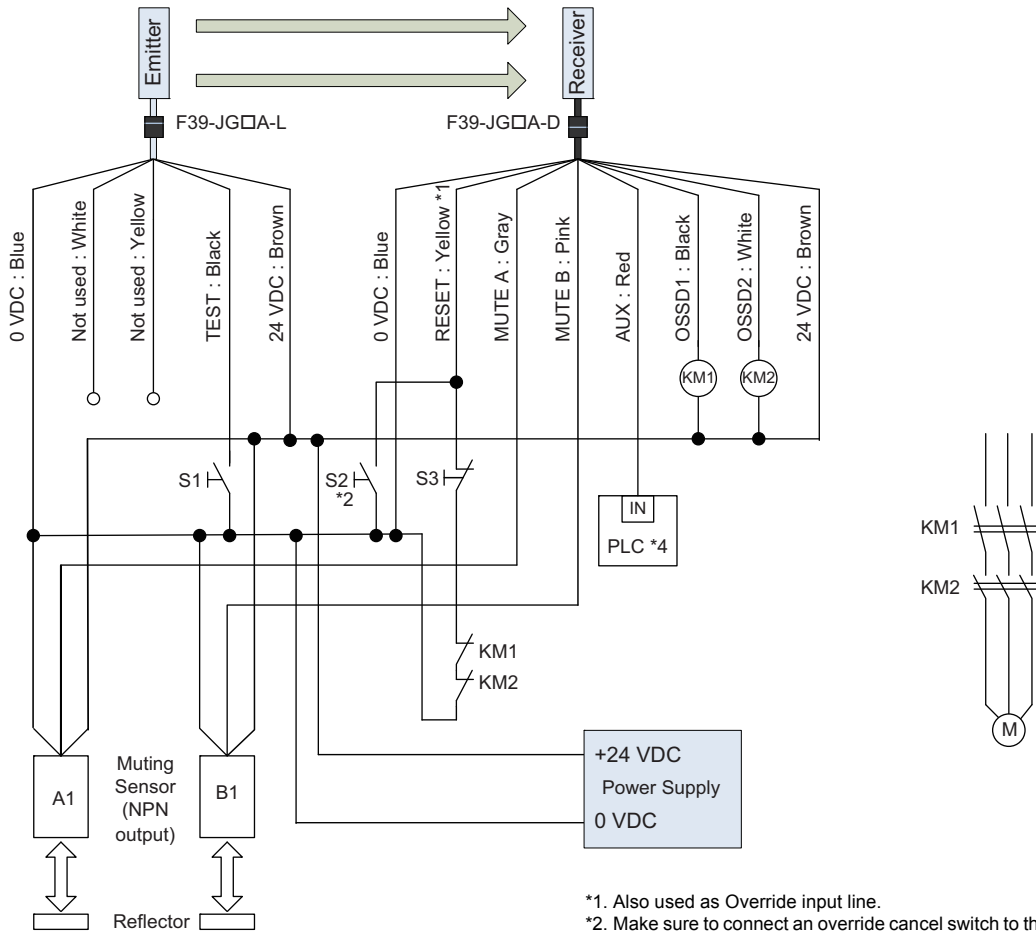 Emitter
Receiver
F39-JG□A-L
F39-JG□A-D
0 VDC : Blue
Not used : White
Not used : Yellow
TEST : Black
24 VDC : Brown
0 VDC : Blue
RESET : Yellow *1
MUTE A : Gray
MUTE B : Pink
AUX : Red
OSSD1 : Black
OSSD2 : White
24 VDC : Brown
KM1
KM2
S1
S2
*2
S3
IN
PLC *4
KM1
KM2
KM1
KM2
M
A1
Muting
Sensor
(NPN
output)
B1
+24 VDC
Power Supply
0 VDC
Reflector
*1. Also used as Override input line.
*2. Make sure to connect an override cancel switch to th